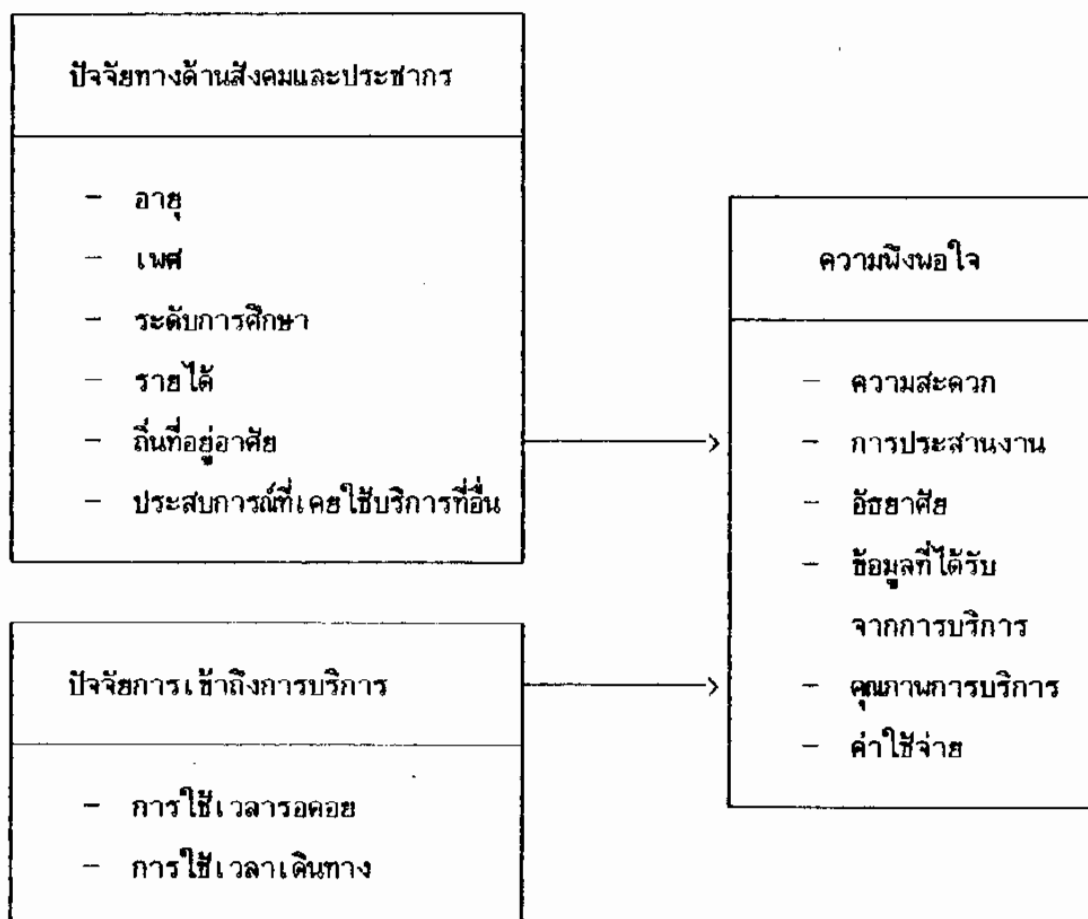 ปัจจัยทางด้านสังคมและประชากร
- อายุ
- เพศ
- ระดับการศึกษา
- รายได้
- ถิ่นที่อยู่อาศัย
- ประสบการณ์ที่เคยใช้บริการที่อื่น
ปัจจัยการเข้าถึงการบริการ
- การใช้เวลารอคอย
- การใช้เวลาเดินทาง
ความพึงพอใจ
- ความสะดวก
- การประสานงาน
- อัธยาศัย
- ข้อมูลที่ได้รับ
จากการบริการ
- คุณภาพการบริการ
- ค่าใช้จ่าย